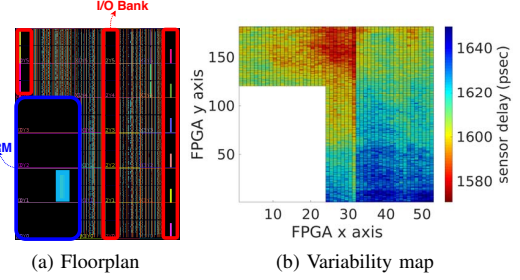 I/O Bank
RM
(a) Floorplan
FPGA y axis
150
100
50
10 20 30 40 50
FPGA x axis
1640
1620
1600
1580
sensor delay (psec)
(b) Variability map